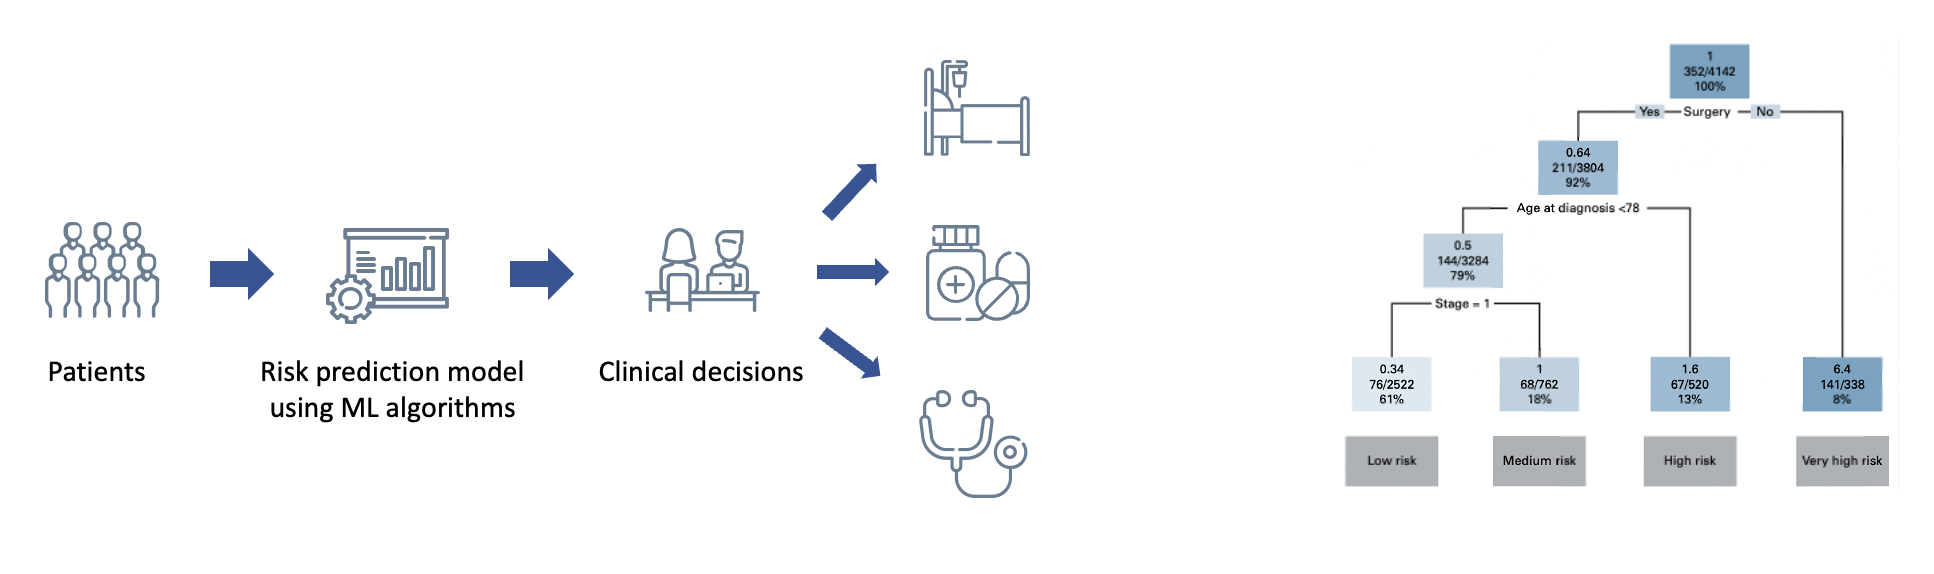 Patients
Risk prediction model
using ML algorithms
Clinical decisions
1
352/4142
100%
Yes Surgery No
0.64
211/3804
92%
Age at diagnosis <78
0.5
144/3284
79%
Stage = 1
0.34
76/2522
61%
1
68/762
18%
1.6
67/520
13%
6.4
141/338
8%
Low risk
Medium risk
High risk
Very high risk